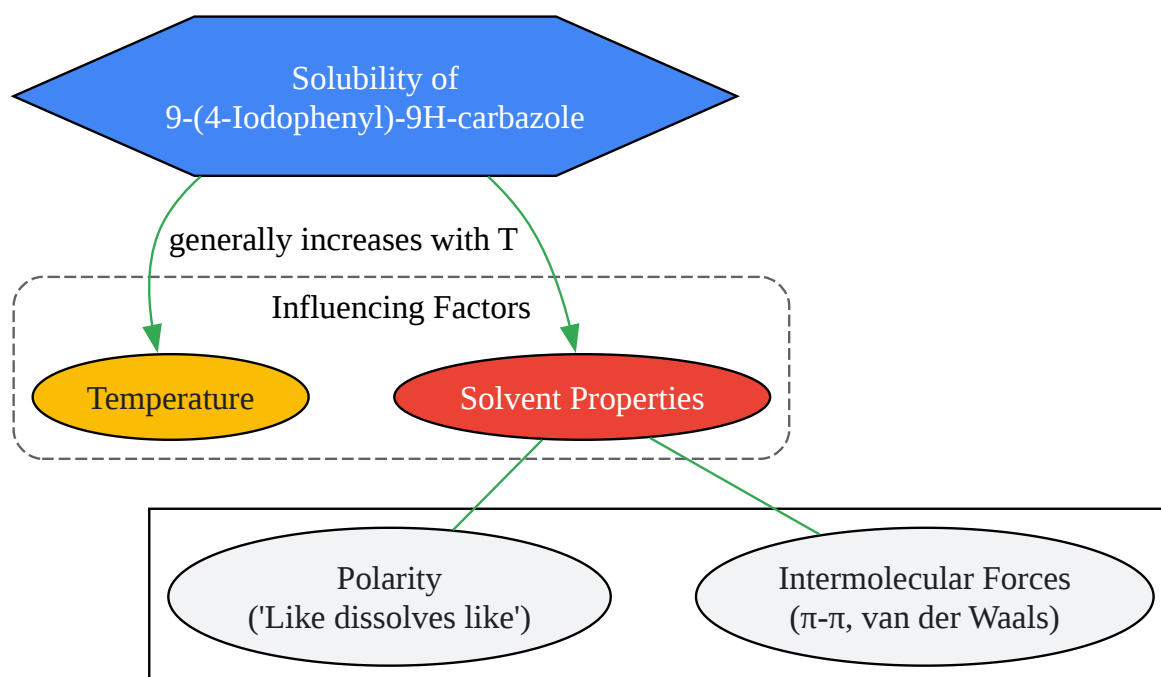 Solubility of
9-(4-Iodophenyl)-9H-carbazole
generally increases with T
Influencing Factors
Temperature
Solvent Properties
Polarity
('Like dissolves like')
Intermolecular Forces
(π-π, van der Waals)